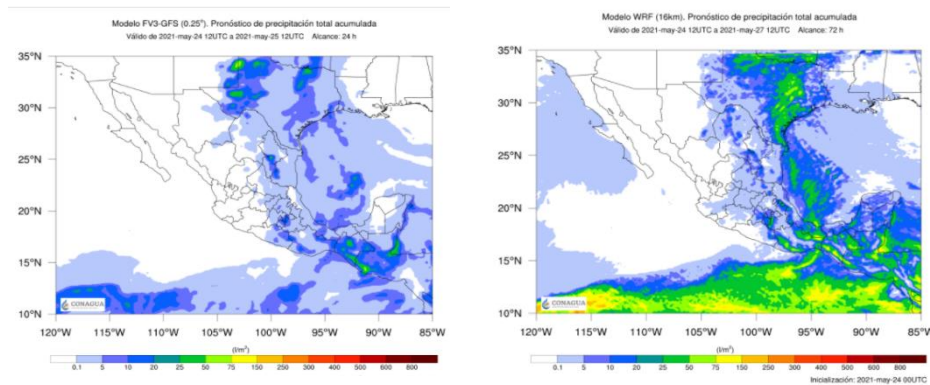 Modelo FV3-GFS (0.25°). Pronóstico de precipitación total acumulada
Válido de 2021-may-24 12UTC a 2021-may-25 12UTC Alcance: 24 h
35°N
30°N
25°N
20°N
15°N
10°N
CONAGUA
120°W 115°W 110°W 105°W 100°W 95°W 90°W 85°W
(l/m²)
0.1 5 10 20 25 50 75 150 250 300 400 500 600 800
Modelo WRF (16km). Pronóstico de precipitación total acumulada
Válido de 2021-may-24 12UTC a 2021-may-27 12UTC Alcance: 72 h
35°N
30°N
25°N
20°N
15°N
10°N
CONAGUA
120°W 115°W 110°W 105°W 100°W 95°W 90°W 85°W
(l/m²)
0.1 5 10 20 25 50 75 150 250 300 400 500 600 800
Inicialización: 2021-may-24 00UTC